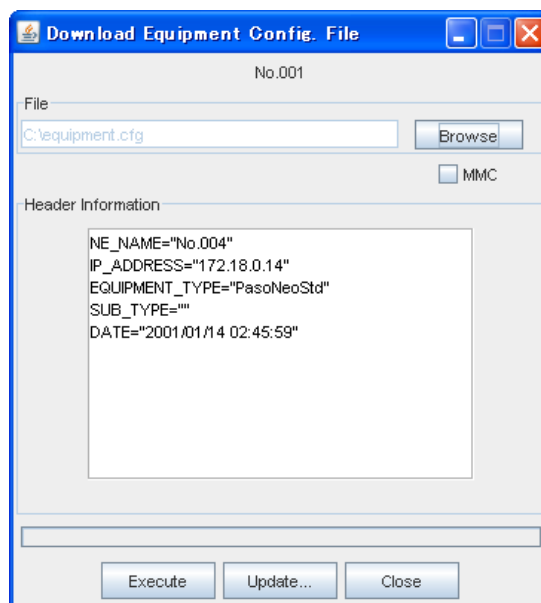 Download Equipment Config. File
No.001
File
C:\equipment.cfg
Browse
MMC
Header Information
NE_NAME="No.004"
IP_ADDRESS="172.18.0.14"
EQUIPMENT_TYPE="PasoNeoStd"
SUB_TYPE=""
DATE="2001/01/14 02:45:59"
Execute Update... Close